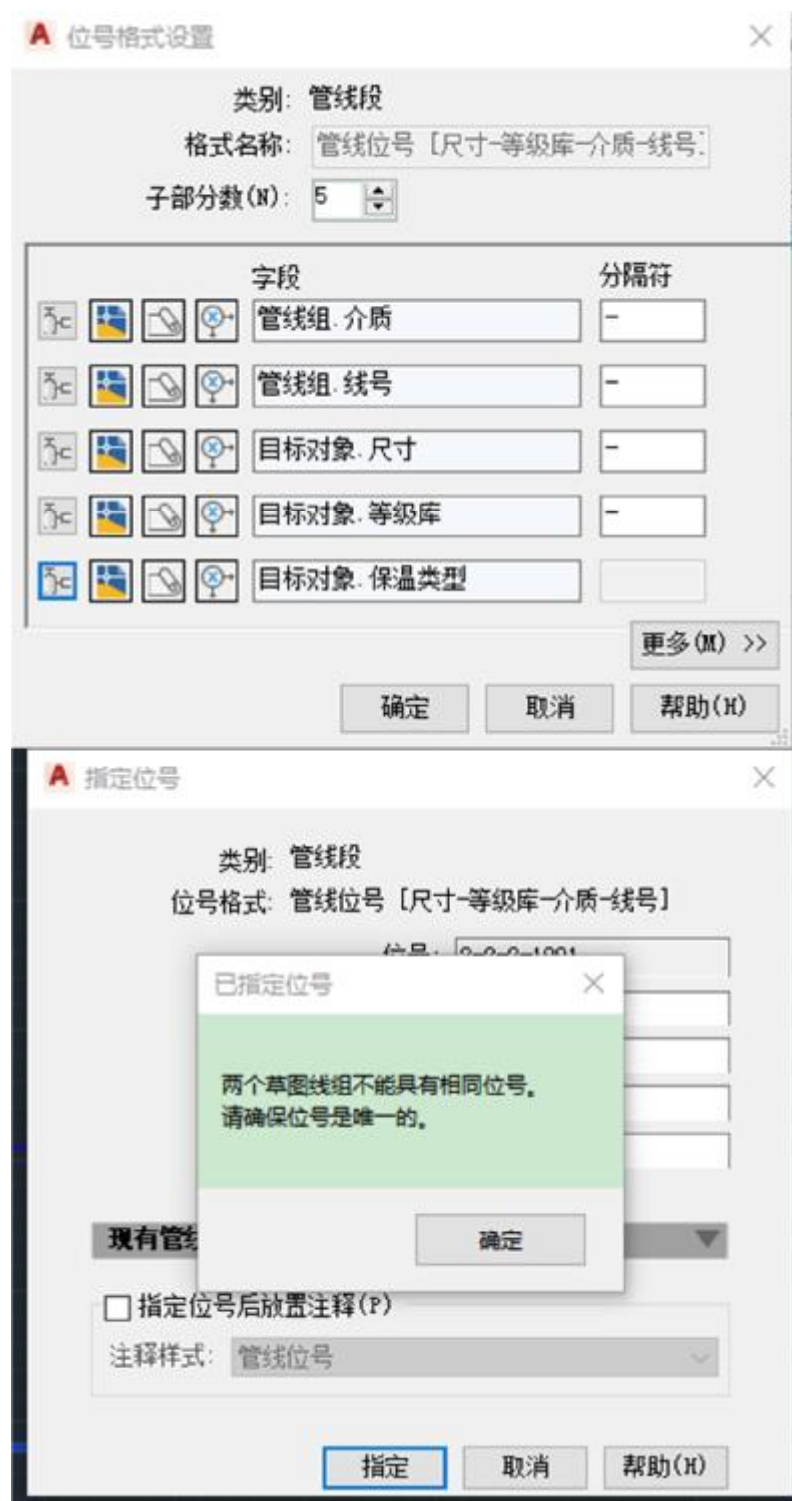 位号格式设置
类别: 管线段
格式名称: 管线位号 [尺寸-等级库-介质-线号]
子部分数(N): 5
字段 分隔符
管线组.介质 -
管线组.线号 -
目标对象.尺寸 -
目标对象.等级库 -
目标对象.保温类型
更多(M) >>
确定 取消 帮助(H)
指定位号
类别: 管线段
位号格式: 管线位号 [尺寸-等级库-介质-线号]
位号:
已指定位号
两个草图线组不能具有相同位号。
请确保位号是唯一的。
确定
现有管
指定位号后放置注释(P)
注释样式: 管线位号
指定 取消 帮助(H)